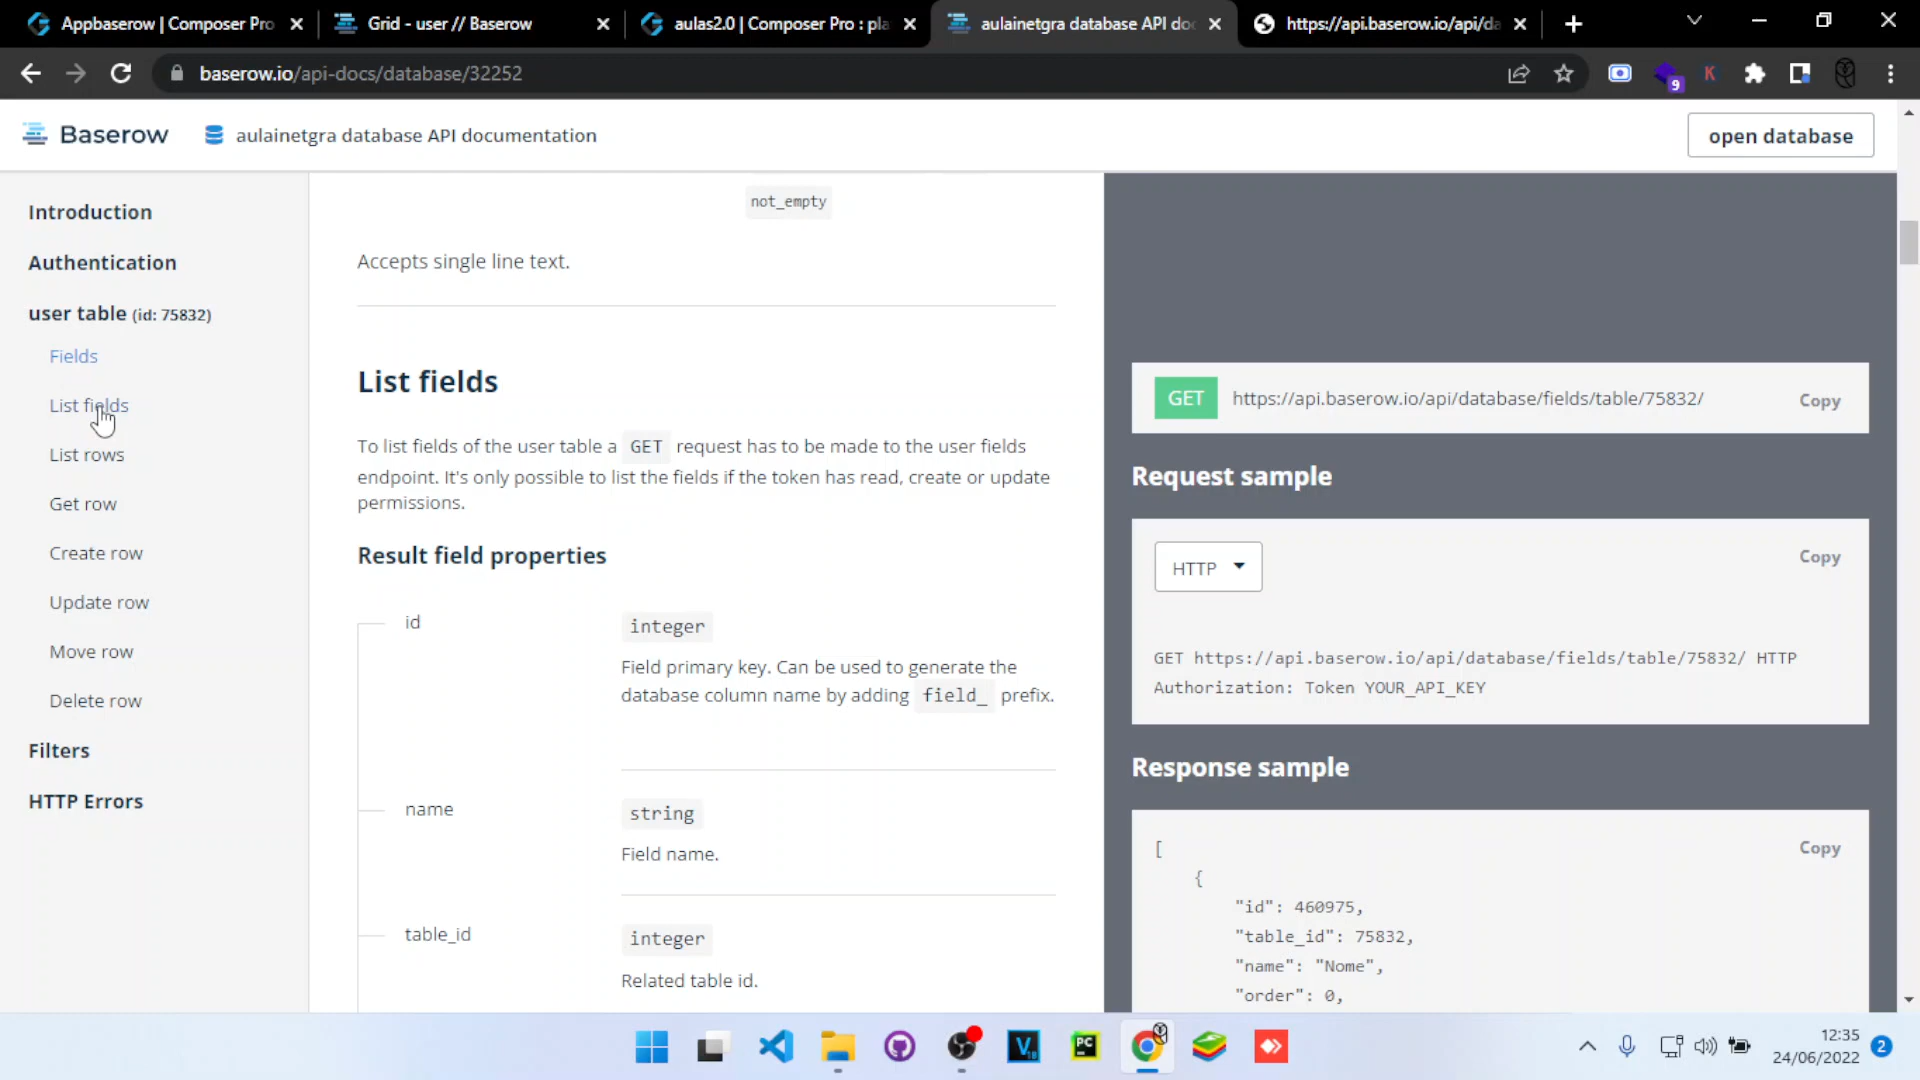 Appbaserow | Composer Pro
Grid - user // Baserow
aulas2.0 | Composer Pro : pla
aulainetgra database API do
https://api.baserow.io/api/da
baserow.io/api-docs/database/32252
9
K
Baserow
aulainetgra database API documentation
open database
Introduction
Authentication
user table (id: 75832)
Fields
List fields
List rows
Get row
Create row
Update row
Move row
Delete row
Filters
HTTP Errors
not_empty
Accepts single line text.
List fields
To list fields of the user table a GET request has to be made to the user fields
endpoint. It's only possible to list the fields if the token has read, create or update
permissions.
Result field properties
id
integer
Field primary key. Can be used to generate the
database column name by adding field_ prefix.
name
string
Field name.
table_id
integer
Related table id.
GET https://api.baserow.io/api/database/fields/table/75832/
Copy
Request sample
HTTP
Copy
GET https://api.baserow.io/api/database/fields/table/75832/ HTTP
Authorization: Token YOUR_API_KEY
Response sample
Copy
[
{
"id": 460975,
"table_id": 75832,
"name": "Nome",
"order": 0,
V
PC
12:35
24/06/2022
2